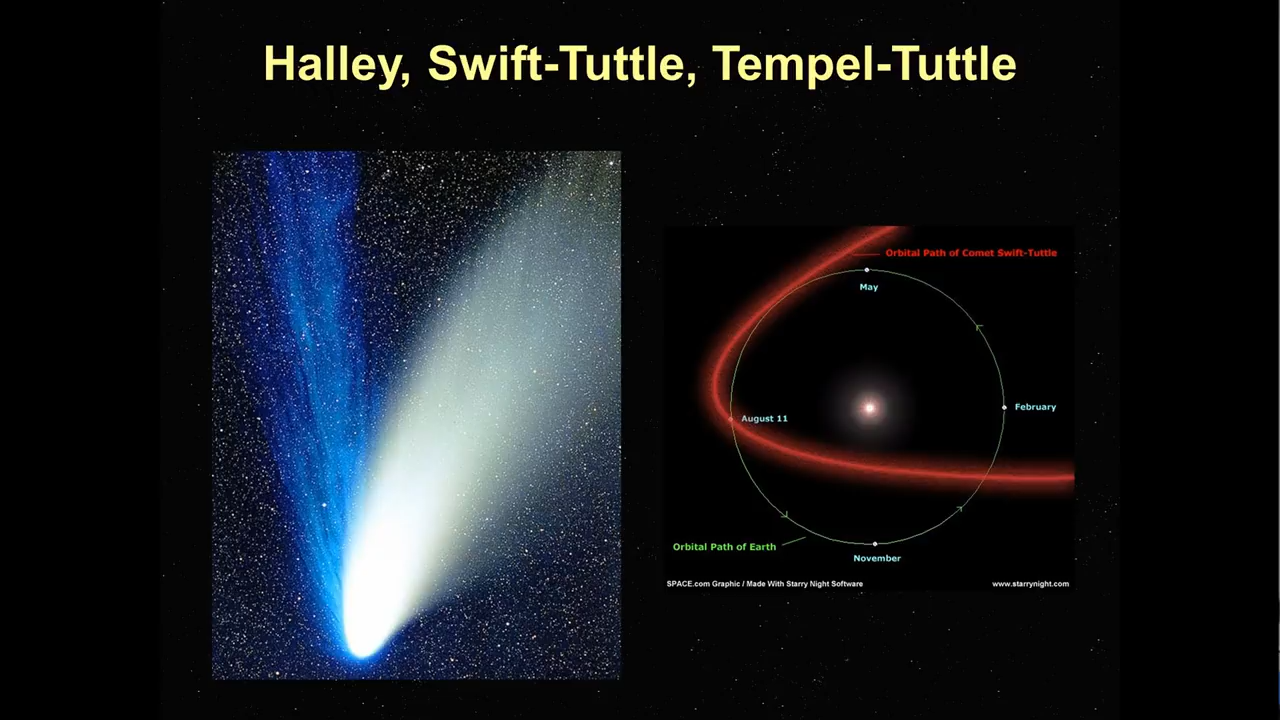 Halley, Swift-Tuttle, Tempel-Tuttle
Orbital Path of Comet Swift-Tuttle
May
February
August 11
Orbital Path of Earth
November
SPACE.com Graphic / Made With Starry Night Software
www.starrynight.com